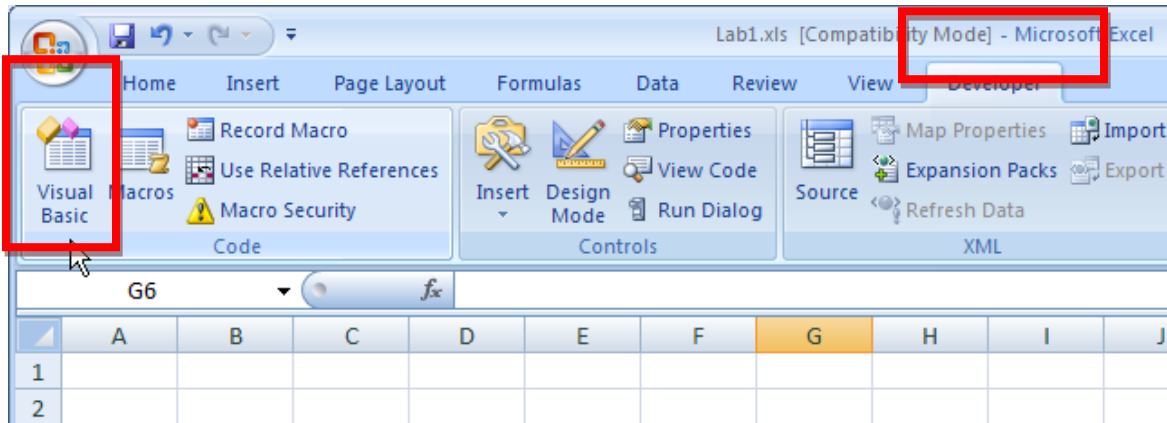 Lab1.xls [Compatibility Mode] - Microsoft Excel
Home Insert Page Layout Formulas Data Review View Developer
Visual Basic
Macros
Record Macro
Use Relative References
Macro Security
Code
Insert
Design Mode
Properties
View Code
Run Dialog
Controls
Source
Map Properties
Expansion Packs
Refresh Data
Import
Export
XML
G6 fx
A B C D E F G H I J
1
2